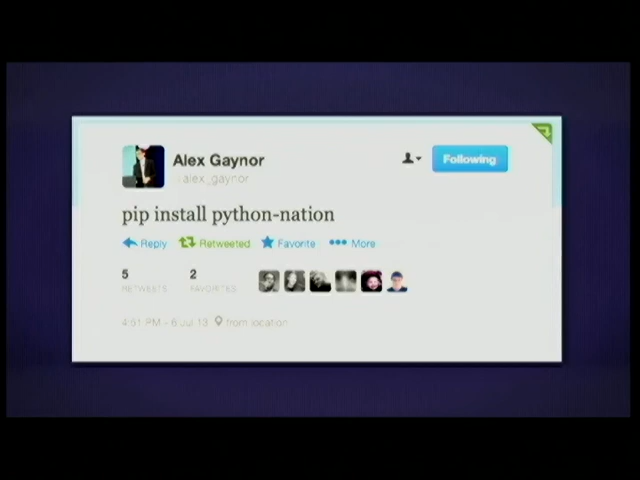 Alex Gaynor
alex_gaynor
Following
pip install python-nation
Reply Retweeted Favorite More
5 2
RETWEETS FAVORITES
4:01 PM - 6 Jul 13 from location